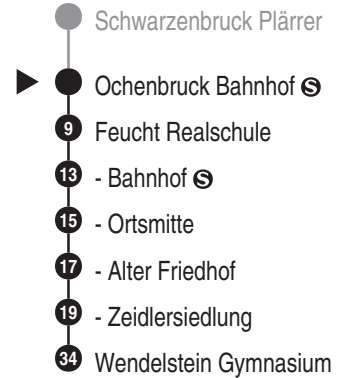 Schwarzenbruck Plärrer
Ochenbruck Bahnhof S
9 Feucht Realschule
13 - Bahnhof S
15 - Ortsmitte
17 - Alter Friedhof
19 - Zeidlersiedlung
34 Wendelstein Gymnasium